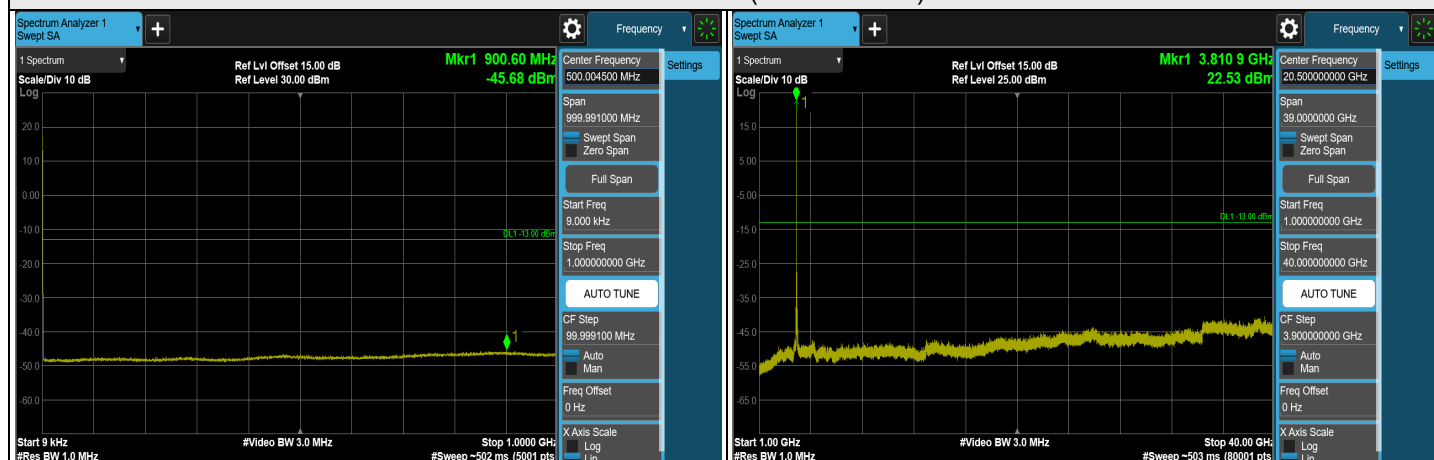 Spectrum Analyzer 1
Swept SA
Frequency
1 Spectrum
Scale/Div 10 dB
Log
Ref Lvl Offset 15.00 dB
Ref Level 30.00 dBm
Mkr1 900.60 MHz
-45.68 dBm
1
20.0
10.0
0.00
-10.0
-20.0
-30.0
-40.0
-50.0
-60.0
DL1 -13.00 dBm
Start 9 kHz
#Res BW 1.0 MHz
#Video BW 3.0 MHz
Stop 1.0000 GHz
#Sweep ~502 ms (5001 pts
Center Frequency
500.004500 MHz
Settings
Span
999.991000 MHz
Swept Span
Zero Span
Full Span
Start Freq
9.000 kHz
Stop Freq
1.000000000 GHz
AUTO TUNE
CF Step
99.999100 MHz
Auto
Man
Freq Offset
0 Hz
X Axis Scale
Log
Lin
Spectrum Analyzer 1
Swept SA
Frequency
1 Spectrum
Scale/Div 10 dB
Log
Ref Lvl Offset 15.00 dB
Ref Level 25.00 dBm
Mkr1 3.810 9 GHz
22.53 dBm
1
15.0
5.00
-5.00
-15.0
-25.0
-35.0
-45.0
-55.0
-65.0
DL1 -13.00 dBm
Start 1.00 GHz
#Res BW 1.0 MHz
#Video BW 3.0 MHz
Stop 40.00 GHz
#Sweep ~503 ms (80001 pts
Center Frequency
20.500000000 GHz
Settings
Span
39.0000000 GHz
Swept Span
Zero Span
Full Span
Start Freq
1.000000000 GHz
Stop Freq
40.000000000 GHz
AUTO TUNE
CF Step
3.900000000 GHz
Auto
Man
Freq Offset
0 Hz
X Axis Scale
Log
Lin